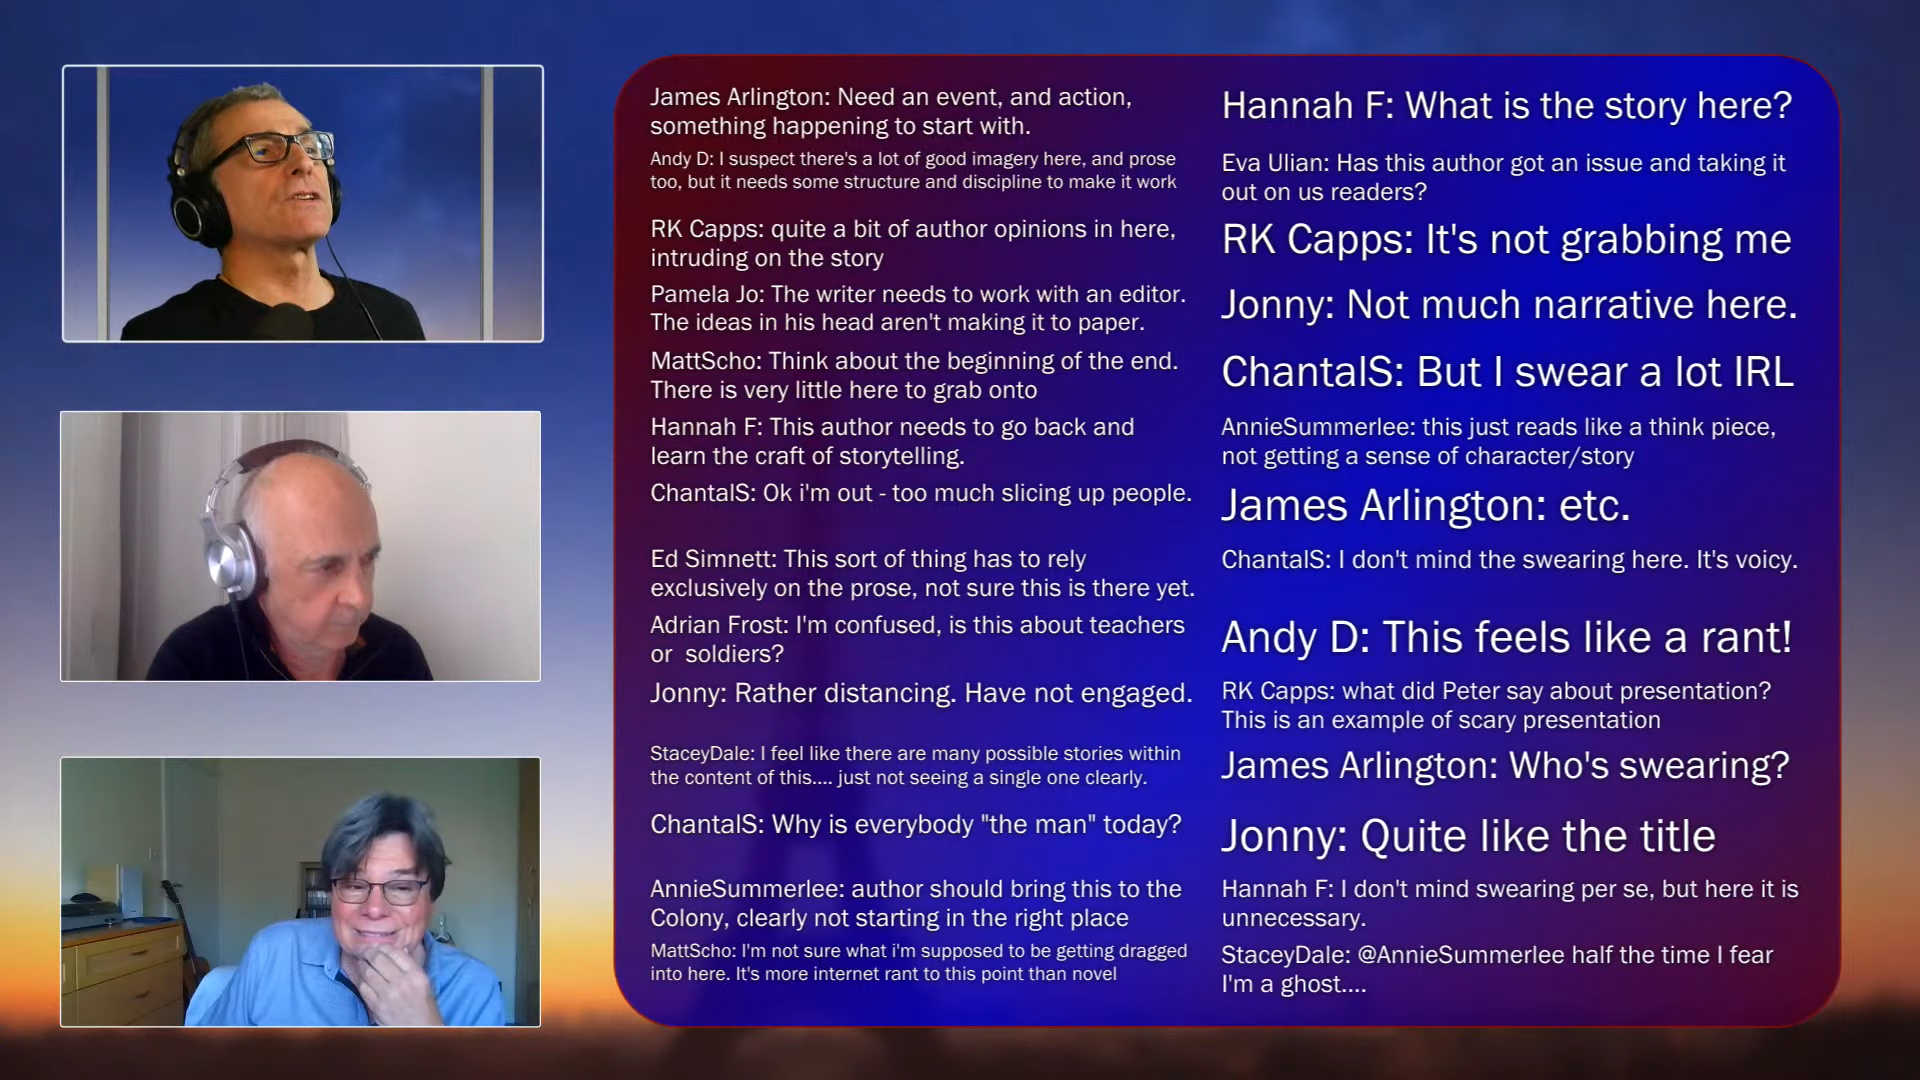 James Arlington: Need an event, and action,
something happening to start with.
Andy D: I suspect there's a lot of good imagery here, and prose
too, but it needs some structure and discipline to make it work
RK Capps: quite a bit of author opinions in here,
intruding on the story
Pamela Jo: The writer needs to work with an editor.
The ideas in his head aren't making it to paper.
MattScho: Think about the beginning of the end.
There is very little here to grab onto
Hannah F: This author needs to go back and
learn the craft of storytelling.
ChantalS: Ok i'm out - too much slicing up people.
Ed Simnett: This sort of thing has to rely
exclusively on the prose, not sure this is there yet.
Adrian Frost: I'm confused, is this about teachers
or  soldiers?
Jonny: Rather distancing. Have not engaged.
StaceyDale: I feel like there are many possible stories within
the content of this.... just not seeing a single one clearly.
ChantalS: Why is everybody "the man" today?
AnnieSummerlee: author should bring this to the
Colony, clearly not starting in the right place
MattScho: I'm not sure what i'm supposed to be getting dragged
into here. It's more internet rant to this point than novel
Hannah F: What is the story here?
Eva Ulian: Has this author got an issue and taking it
out on us readers?
RK Capps: It's not grabbing me
Jonny: Not much narrative here.
ChantalS: But I swear a lot IRL
AnnieSummerlee: this just reads like a think piece,
not getting a sense of character/story
James Arlington: etc.
ChantalS: I don't mind the swearing here. It's voicy.
Andy D: This feels like a rant!
RK Capps: what did Peter say about presentation?
This is an example of scary presentation
James Arlington: Who's swearing?
Jonny: Quite like the title
Hannah F: I don't mind swearing per se, but here it is
unnecessary.
StaceyDale: @AnnieSummerlee half the time I fear
I'm a ghost....